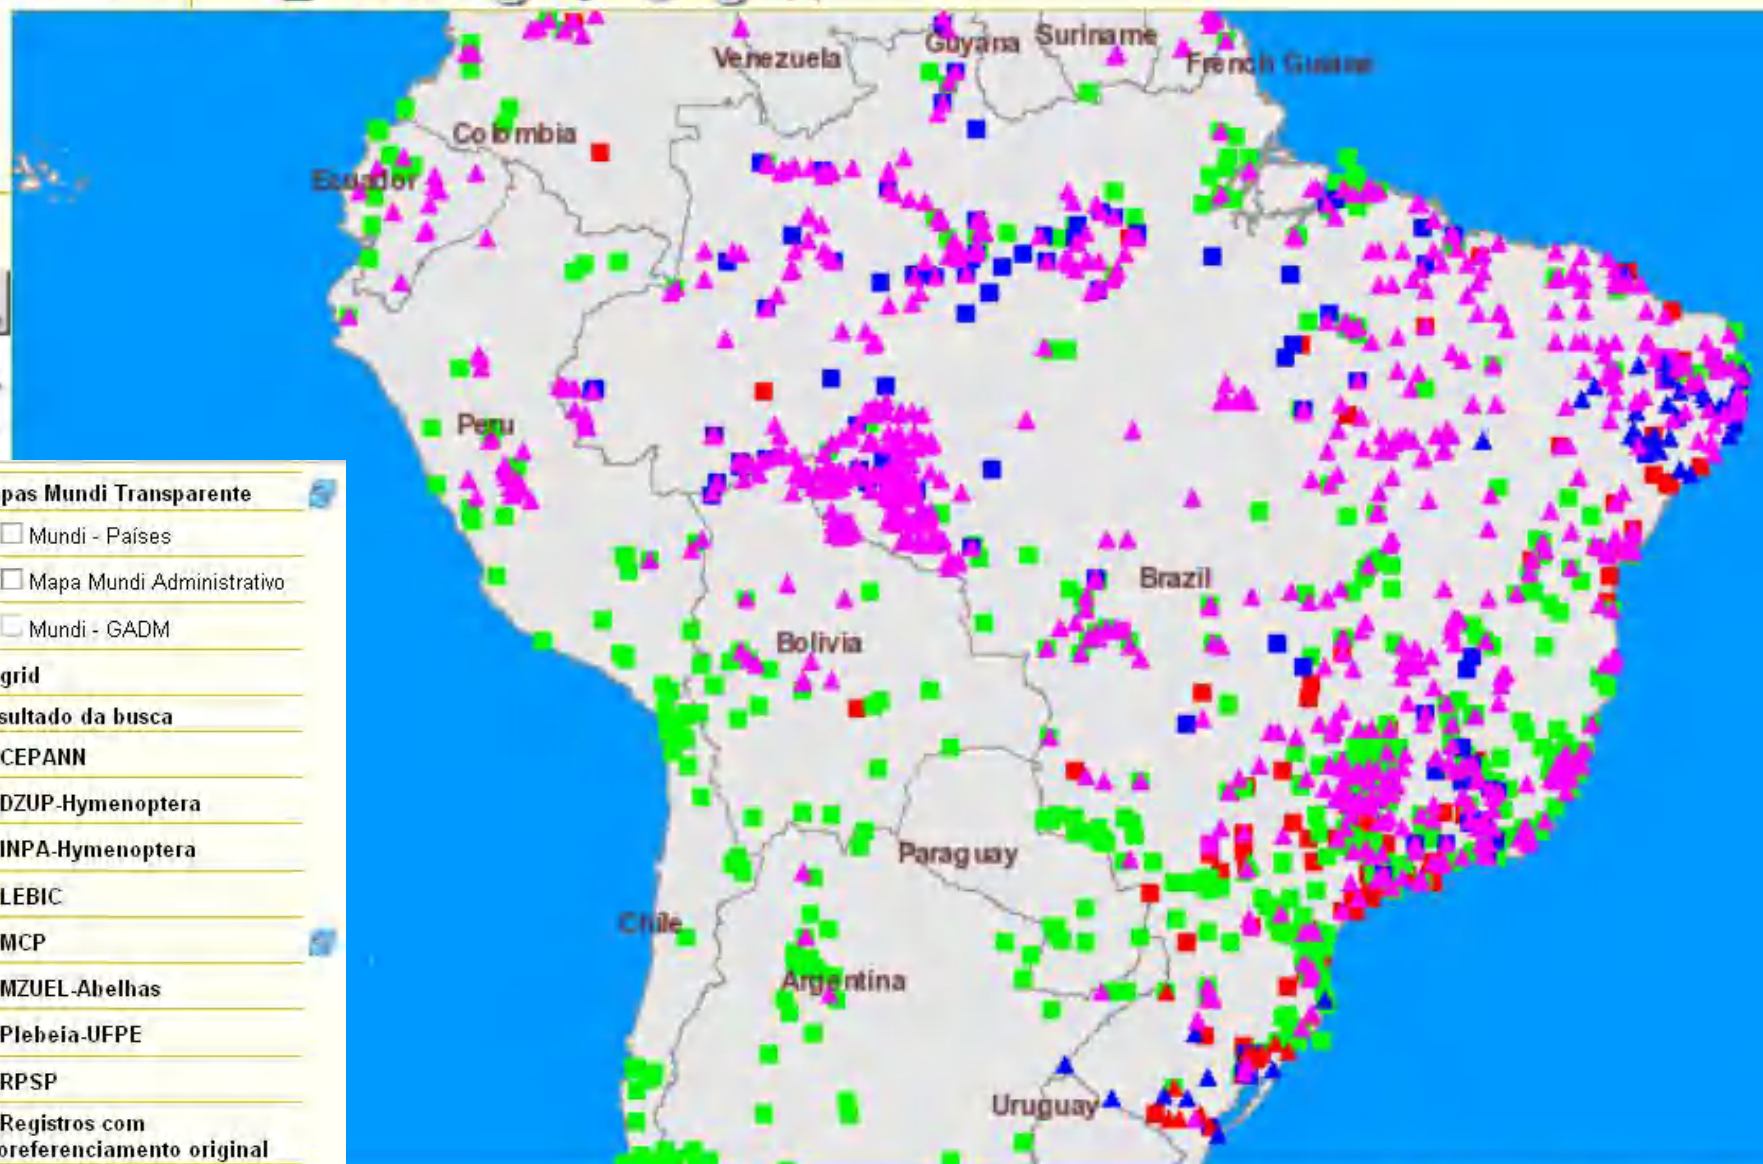 Venezuela
Guyana
Suriname
French Guiana
Colombia
Ecuador
Peru
Brazil
Bolivia
Paraguay
Chile
Argentina
Uruguay
pas Mundi Transparente
Mundi - Países
Mapa Mundi Administrativo
Mundi - GADM
grid
sultado da busca
CEPANN
DZUP-Hymenoptera
INPA-Hymenoptera
LEBIC
MCP
MZUEL-Abelhas
Plebeia-UFPE
RPSP
Registros com
oreferenciamento original